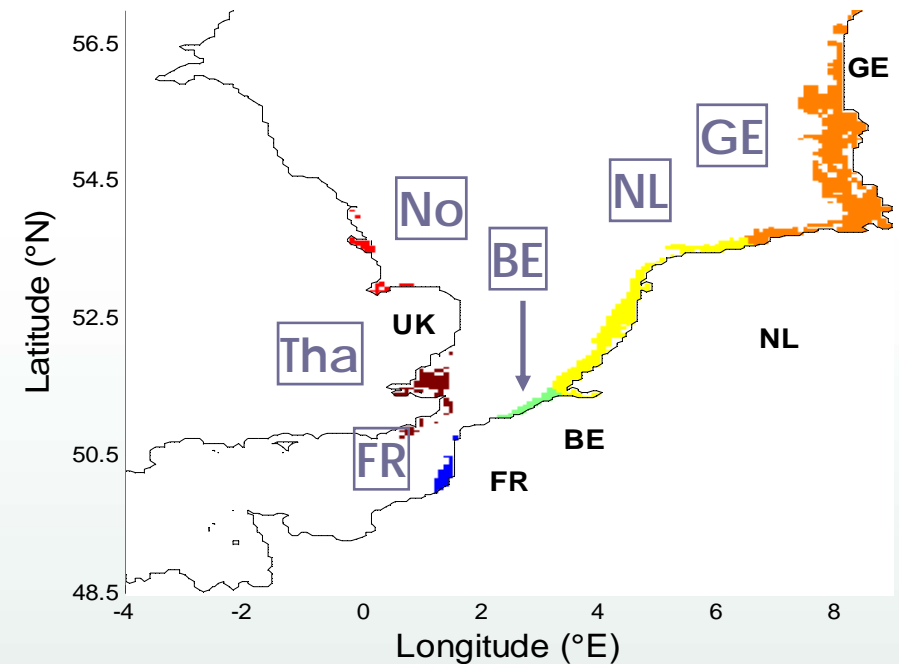 56.5
GE
GE
54.5
NL
No
BE
52.5
UK
NL
Tha
BE
50.5
FR
FR
48.5
-4 -2 0 2 4 6 8
Latitude (°N)
Longitude (°E)